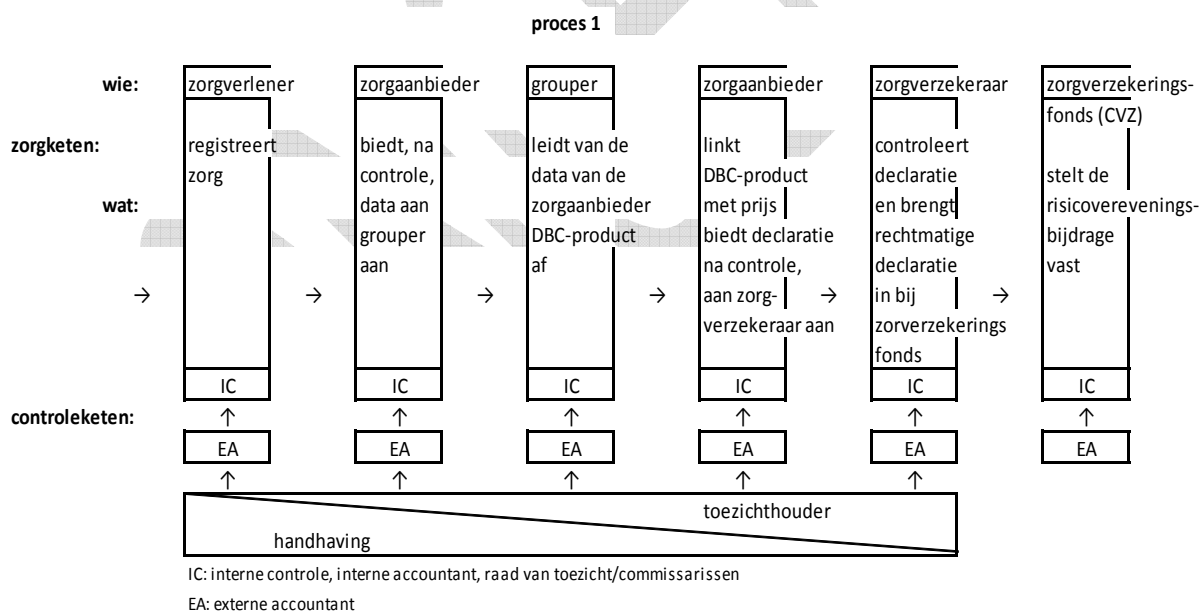 proces 1
wie: zorgverlener zorgaanbieder grouper zorgaanbieder zorgverzekeraar zorgverzekerings-
fonds (CVZ)
zorgketen: registreert biedt, na leidt van de linkt controleert
zorg controle, data van de DBC-product declaratie stelt de
wat: data aan zorgaanbieder met prijs en brengt risicoverevenings-
grouper DBC-product biedt declaratie rechtmatige bijdrage
aan af na controle, declaratie vast
→ → → → aan zorg- → in bij →
verzekeraar aan zorverzekerings
fonds
IC IC IC IC IC IC
controleketen: ↑ ↑ ↑ ↑ ↑ ↑
EA EA EA EA EA EA
↑ ↑ ↑ ↑ ↑
toezichthouder
handhaving
IC: interne controle, interne accountant, raad van toezicht/commissarissen
EA: externe accountant